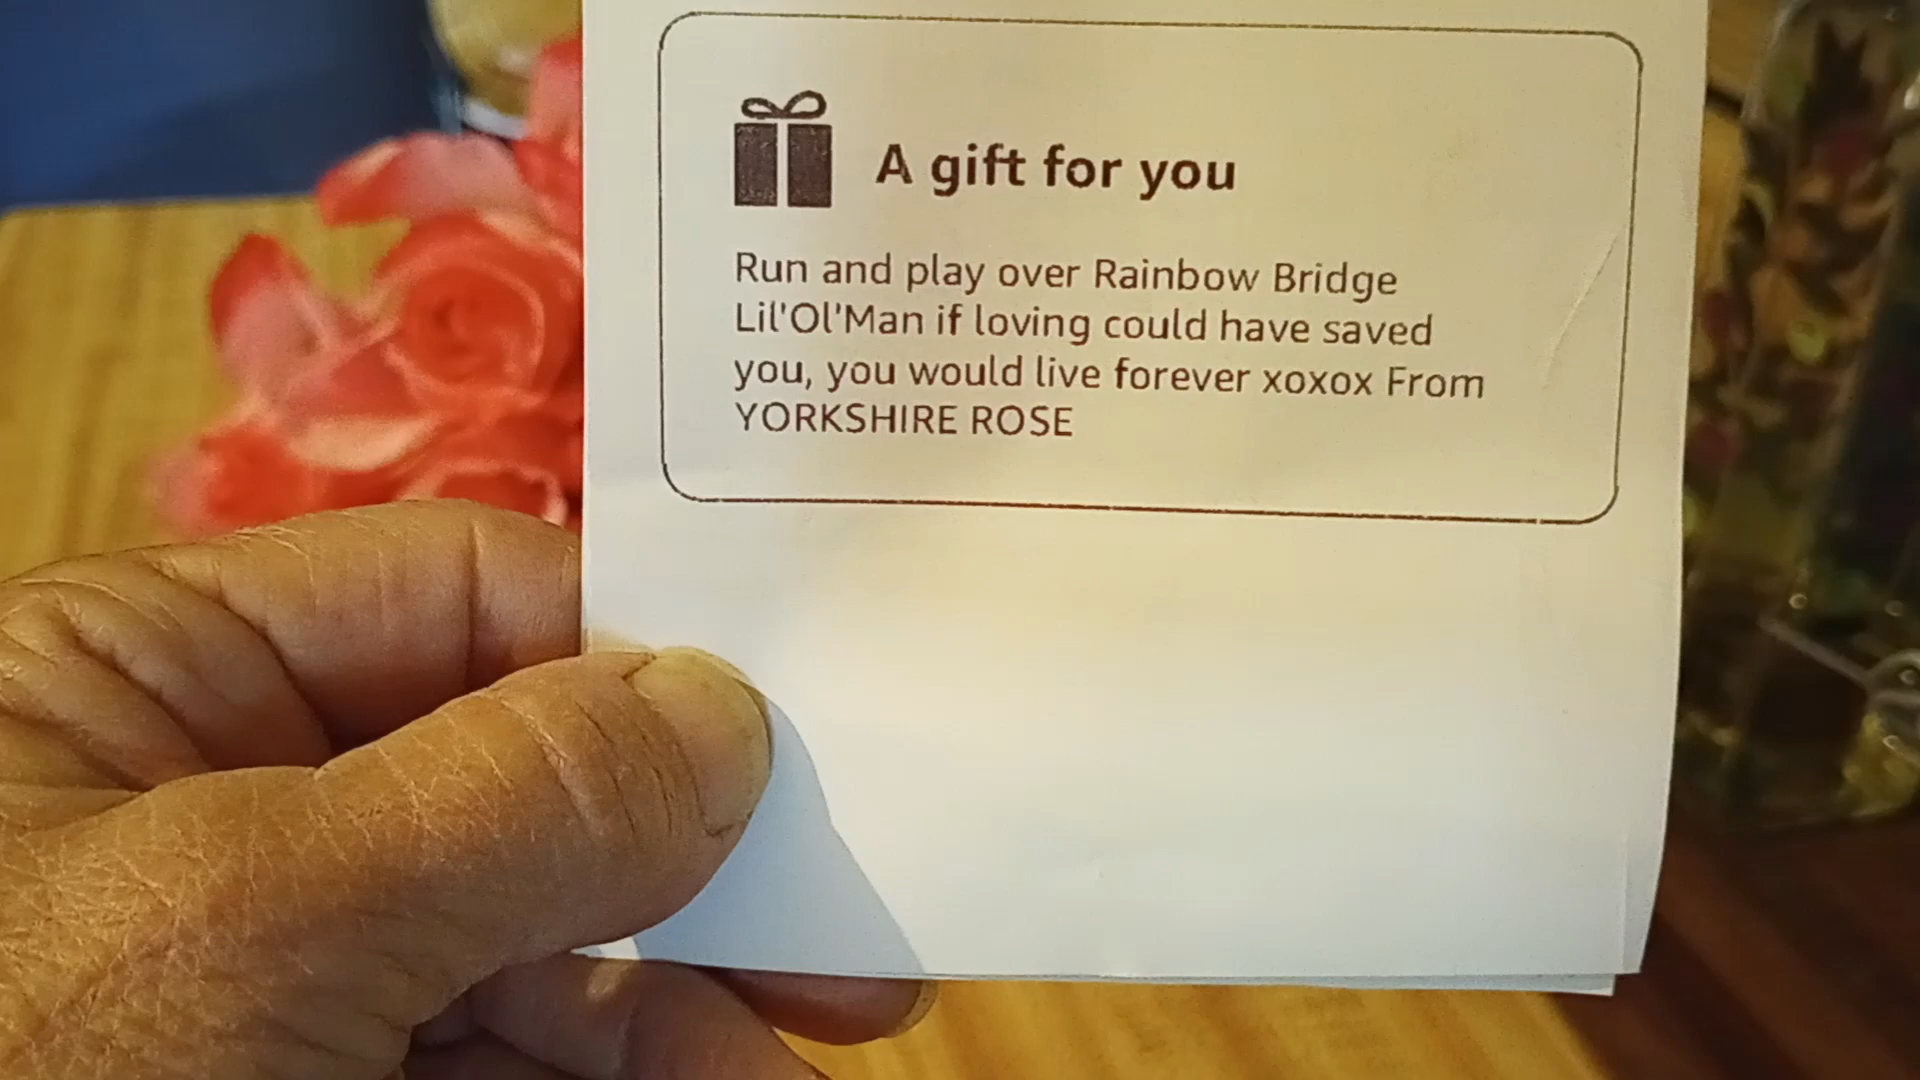 A gift for you
Run and play over Rainbow Bridge
Lil'Ol'Man if loving could have saved
you, you would live forever xoxox From
YORKSHIRE ROSE